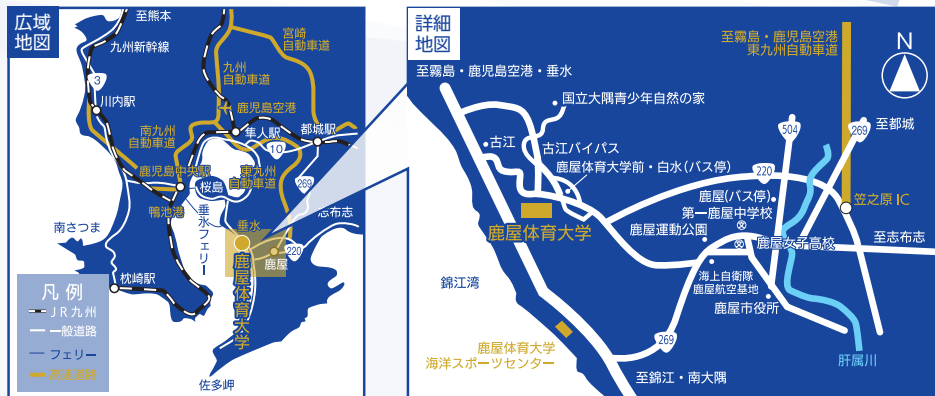 広域
地図
至熊本
九州新幹線
宮崎
自動車道
九州
自動車道
3
川内駅
鹿児島空港
南九州
自動車道
隼人駅
都城駅
10
鹿児島中央駅
桜島
東九州
自動車道
269
鴨池港
垂水フェリー
垂水
志布志
南さつま
220
鹿屋
鹿屋体育大学
枕崎駅
凡例
JR九州
一般道路
フェリー
佐多岬
詳細
地図
至霧島・鹿児島空港
東九州自動車道
N
至霧島・鹿児島空港・垂水
国立大隅青少年自然の家
504
269
至都城
古江
古江バイパス
鹿屋体育大学前・白水(バス停)
220
鹿屋(バス停)
笠之原IC
第一鹿屋中学校
鹿屋体育大学
鹿屋運動公園
鹿屋女子高校
至志布志
海上自衛隊
鹿屋航空基地
錦江湾
鹿屋市役所
269
鹿屋体育大学
海洋スポーツセンター
肝属川
至錦江・南大隅